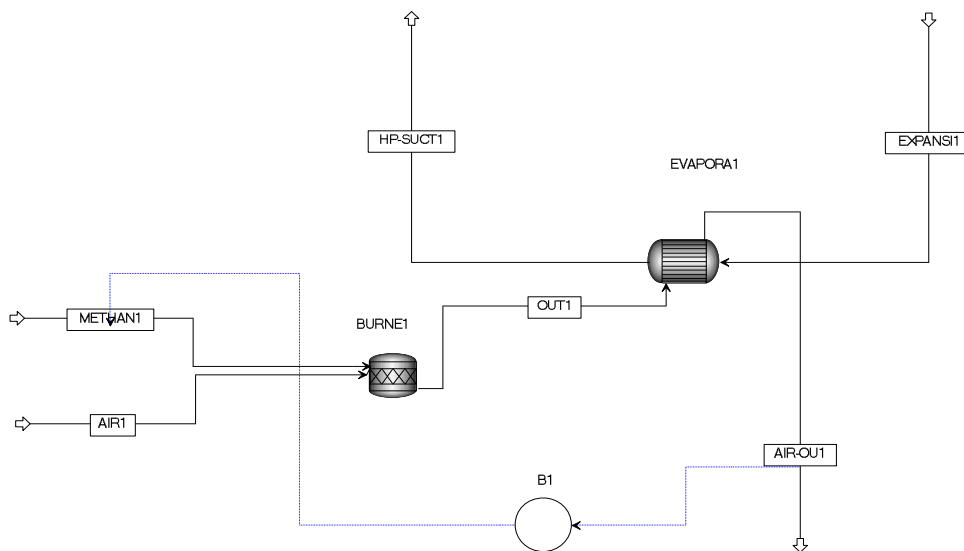 HP-SUCT1
EXPANSI1
EVAPORA1
OUT1
METHAN1
BURNE1
AIR1
AIR-OU1
B1